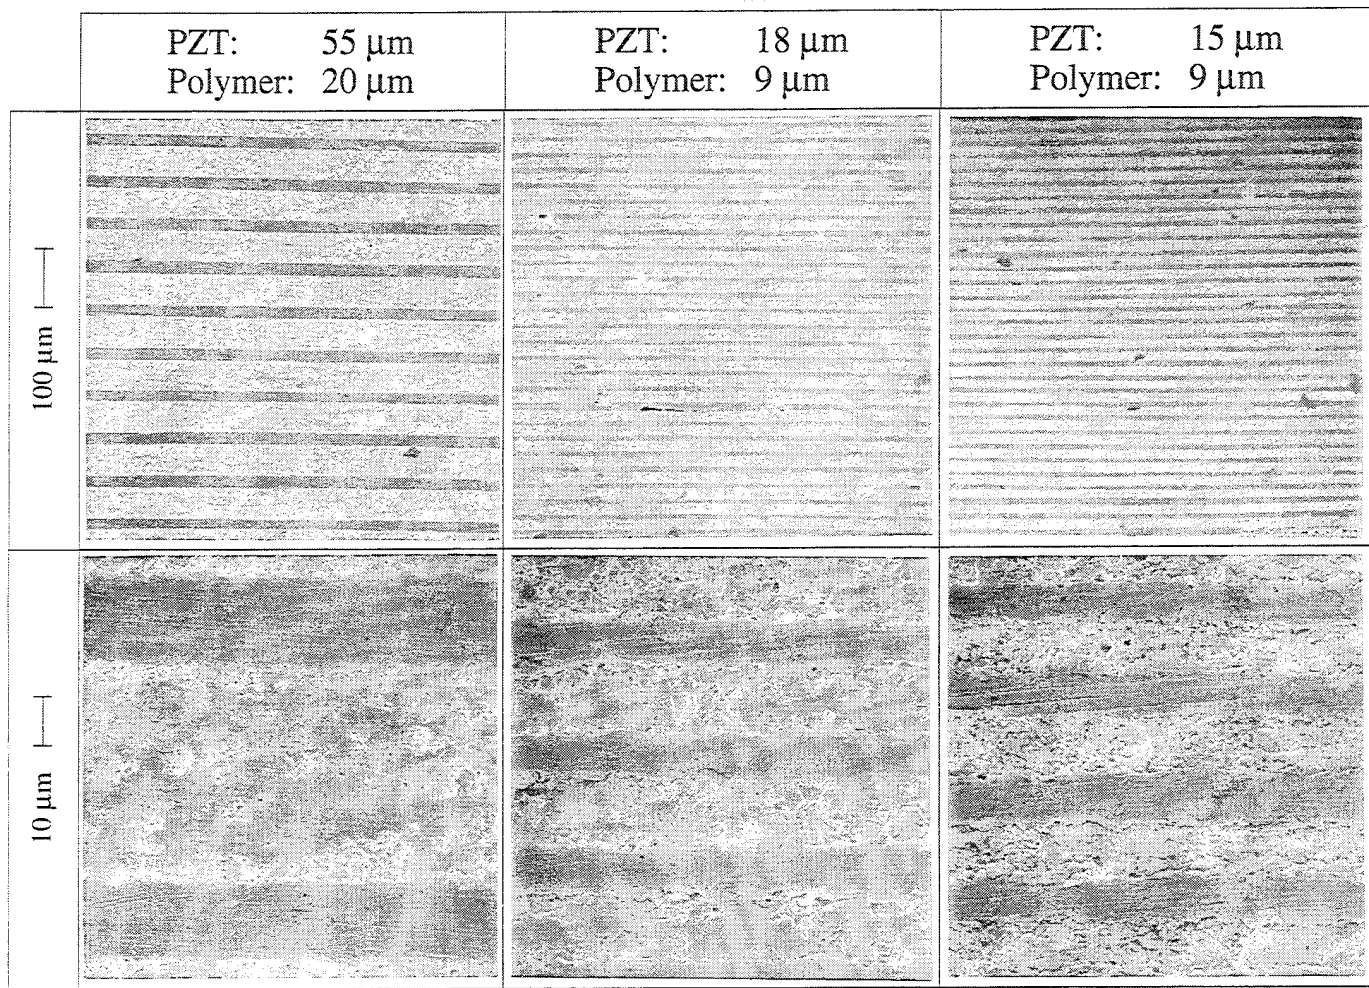 PZT: 55 μm
Polymer: 20 μm
PZT: 18 μm
Polymer: 9 μm
PZT: 15 μm
Polymer: 9 μm
100 μm
10 μm